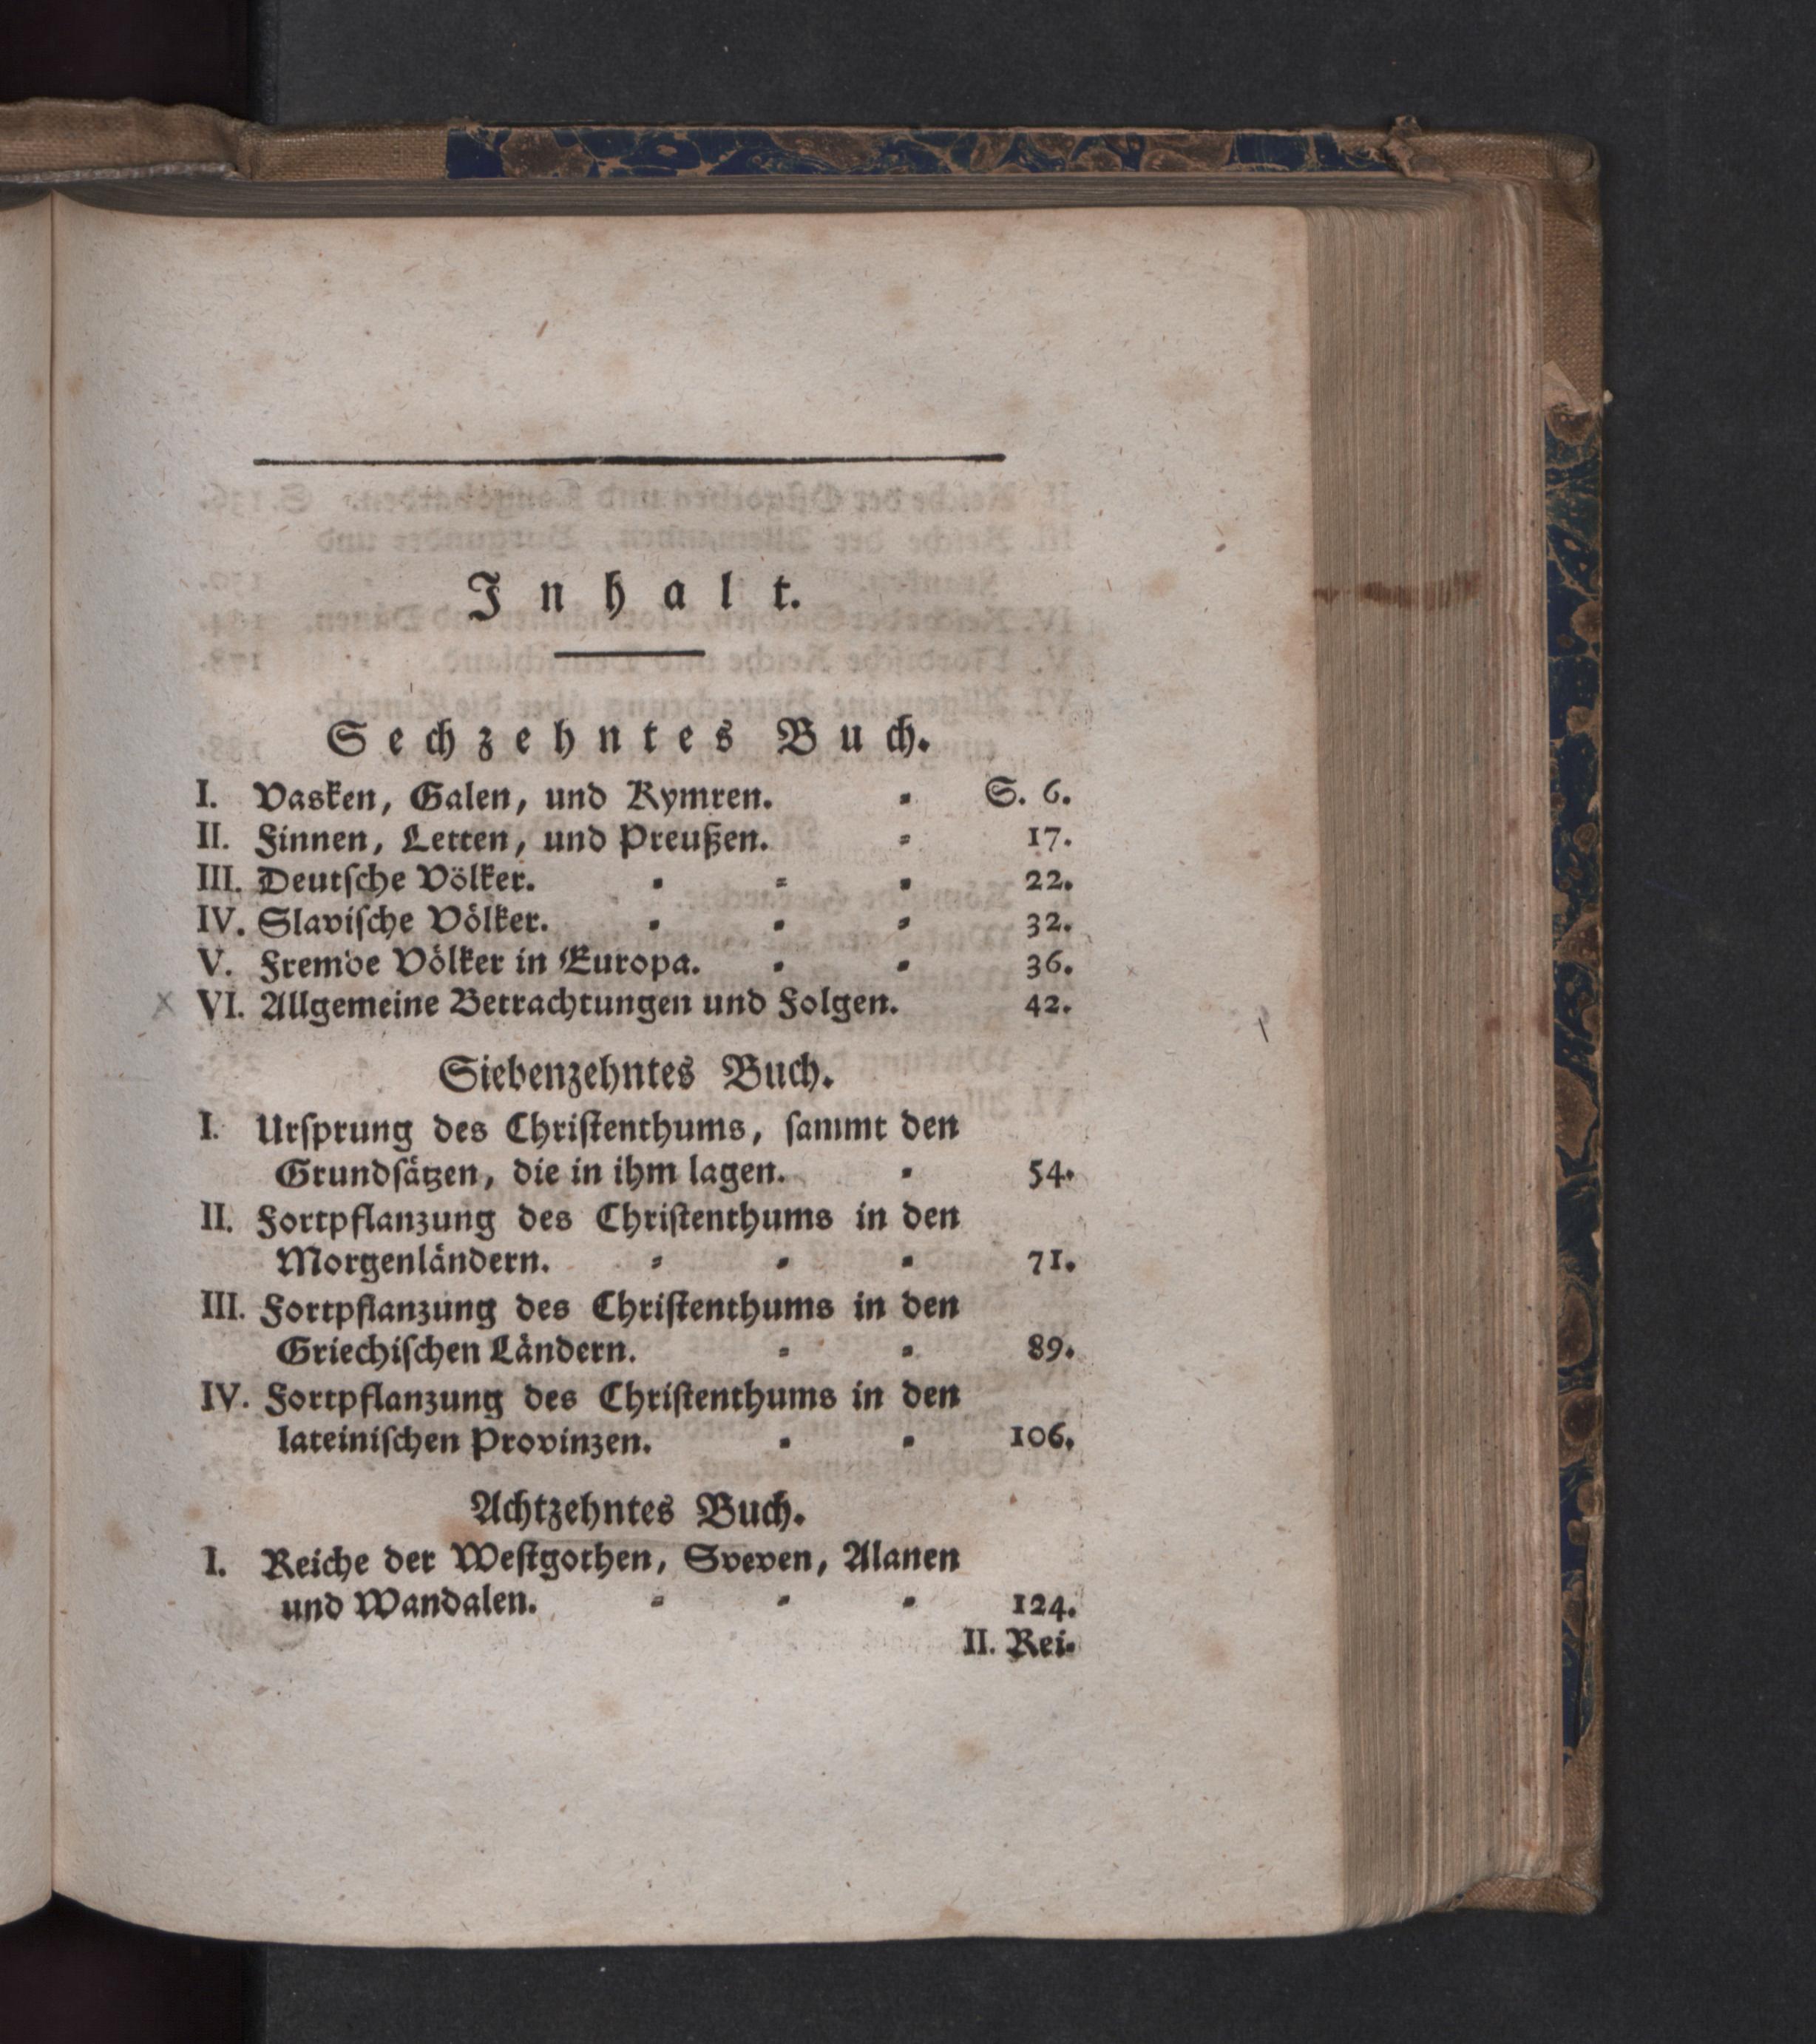 Inhalt.
Sechzehntes Buch.
I. Vasken, Galen, und Kymren. = S. 6.
II. Finnen, Letten, und Preußen. = 17.
III. Deutsche Völker. = = = 22.
IV. Slavische Völker. = = = 32.
V. Fremde Völker in Europa. = = 36.
VI. Allgemeine Betrachtungen und Folgen. 42.
Siebenzehntes Buch.
I. Ursprung des Christenthums, sammt den
Grundsätzen, die in ihm lagen. = 54.
II. Fortpflanzung des Christenthums in den
Morgenländern. = = = 71.
III. Fortpflanzung des Christenthums in den
Griechischen Ländern. = = 89.
IV. Fortpflanzung des Christenthums in den
lateinischen Provinzen. = = 106.
Achtzehntes Buch.
I. Reiche der Westgothen, Sveven, Alanen
und Wandalen. = = = 124.
II. Rei=